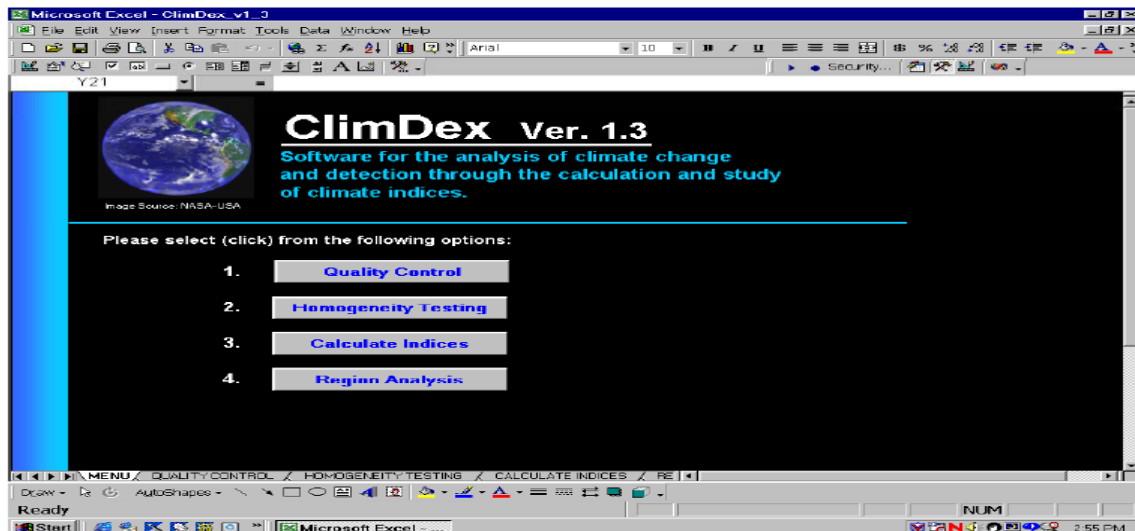 Microsoft Excel - ClimDex_v1_3
File Edit View Insert Format Tools Data Window Help
Arial 10 B I U
Security...
Y21 =
ClimDex Ver. 1.3
Software for the analysis of climate change
and detection through the calculation and study
of climate indices.
Image Source: NASA-USA
Please select (click) from the following options:
1. Quality Control
2. Homogeneity Testing
3. Calculate Indices
4. Region Analysis
MENU / QUALITY CONTROL / HOMOGENEITY TESTING / CALCULATE INDICES / RE
Draw AutoShapes
Ready NUM
Start Microsoft Excel - ... 2:55 PM